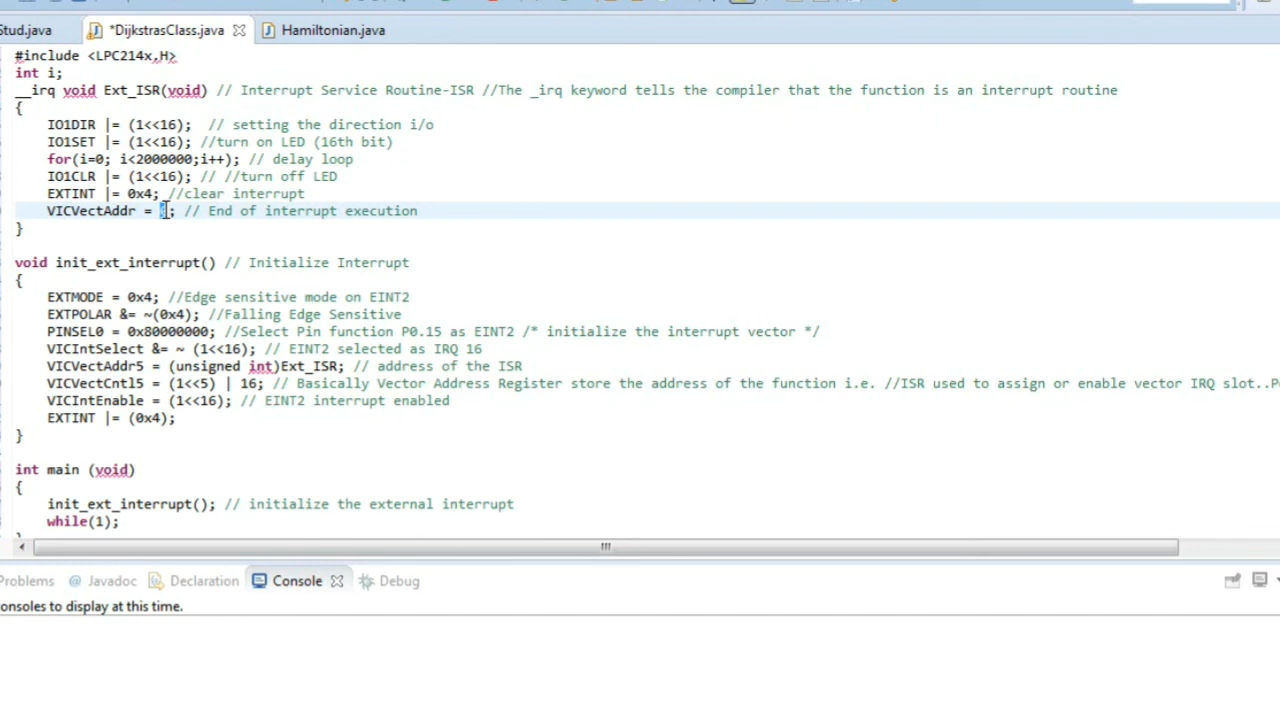 Stud.java *DijkstrasClass.java Hamiltonian.java
#include <LPC214x.H>
int i;
__irq void Ext_ISR(void) // Interrupt Service Routine-ISR //The _irq keyword tells the compiler that the function is an interrupt routine
{
IO1DIR |= (1<<16); // setting the direction i/o
IO1SET |= (1<<16); //turn on LED (16th bit)
for(i=0; i<2000000;i++); // delay loop
IO1CLR |= (1<<16); // //turn off LED
EXTINT |= 0x4; //clear interrupt
VICVectAddr = ; // End of interrupt execution
}
void init_ext_interrupt() // Initialize Interrupt
{
EXTMODE = 0x4; //Edge sensitive mode on EINT2
EXTPOLAR &= ~(0x4); //Falling Edge Sensitive
PINSEL0 = 0x80000000; //Select Pin function P0.15 as EINT2 /* initialize the interrupt vector */
VICIntSelect &= ~ (1<<16); // EINT2 selected as IRQ 16
VICVectAddr5 = (unsigned int)Ext_ISR; // address of the ISR
VICVectCntl5 = (1<<5) | 16; // Basically Vector Address Register store the address of the function i.e. //ISR used to assign or enable vector IRQ slot..
VICIntEnable = (1<<16); // EINT2 interrupt enabled
EXTINT |= (0x4);
}
int main (void)
{
init_ext_interrupt(); // initialize the external interrupt
while(1);
Problems @ Javadoc Declaration Console Debug
onsoles to display at this time.